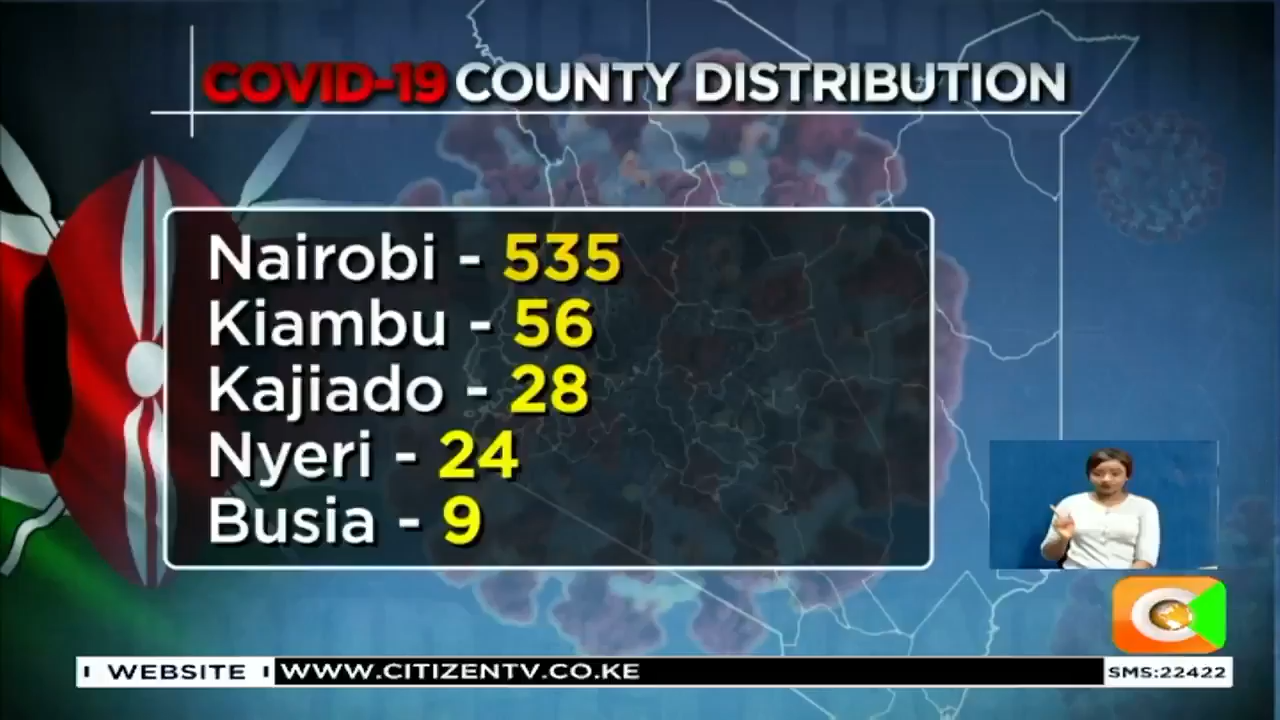 COVID-19 COUNTY DISTRIBUTION
Nairobi - 535
Kiambu - 56
Kajiado - 28
Nyeri - 24
Busia - 9
WEBSITE WWW.CITIZENTV.CO.KE SMS:22422